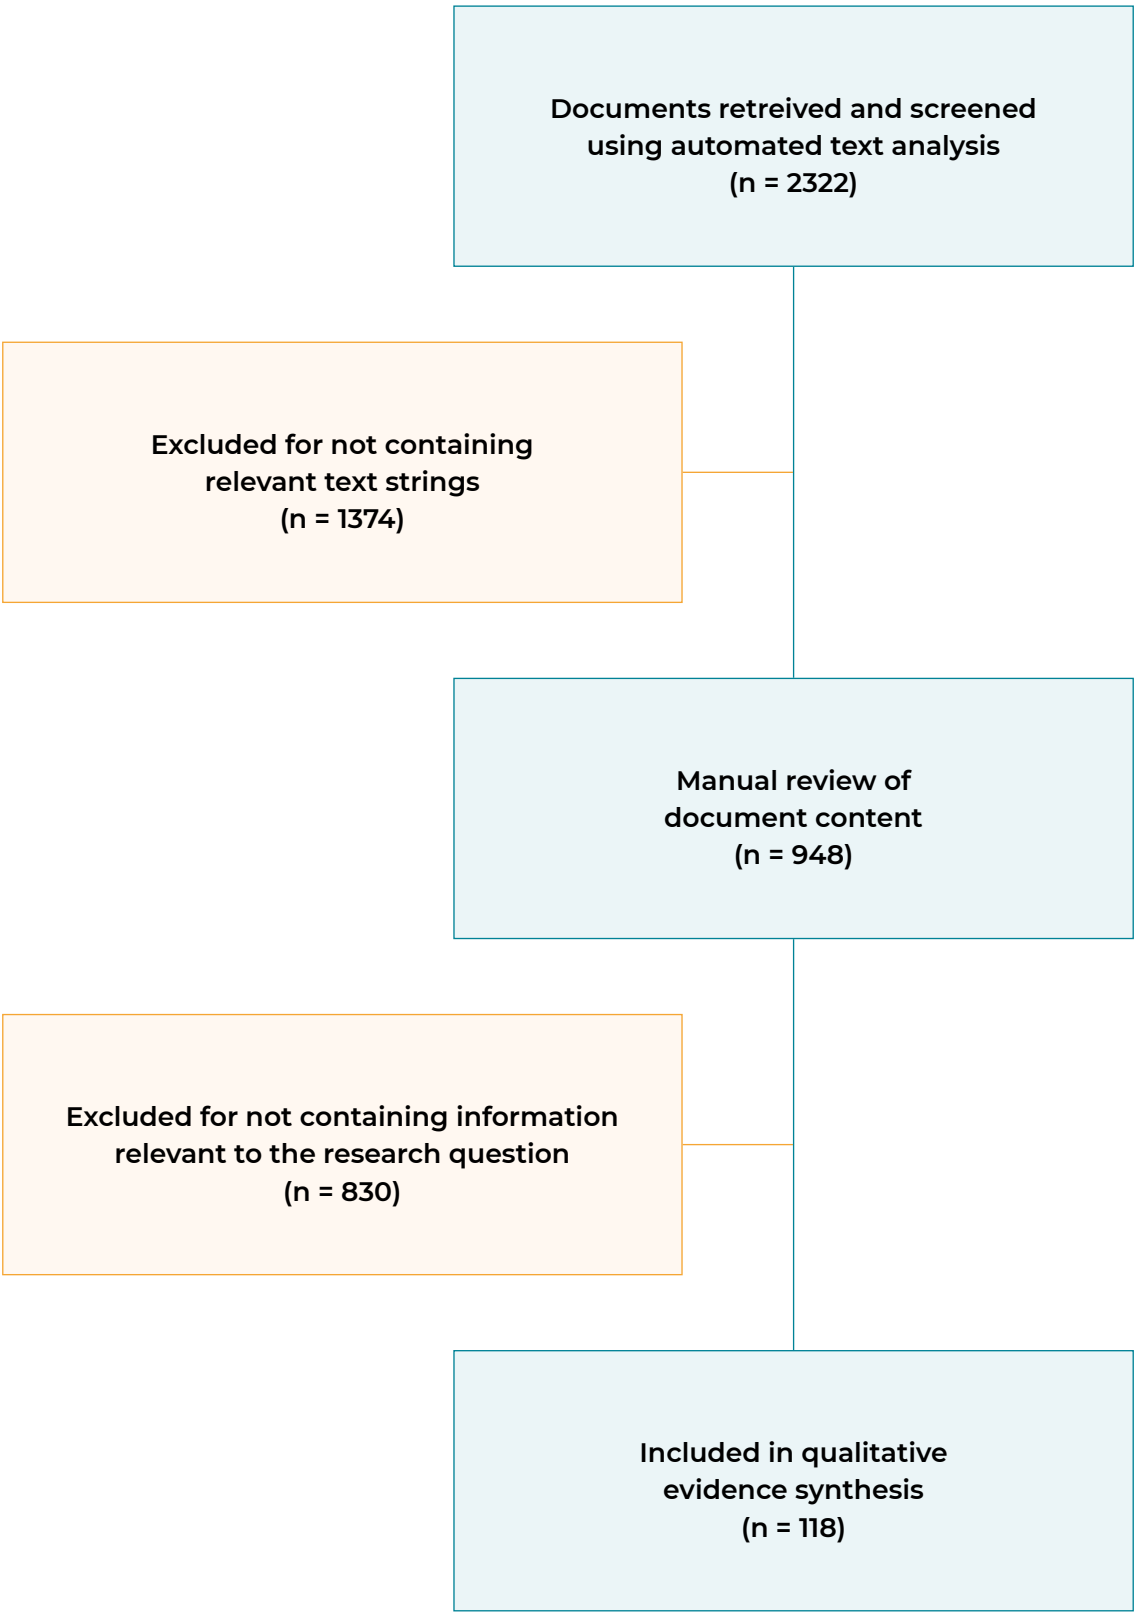 Documents retreived and screened
using automated text analysis
(n = 2322)
Excluded for not containing
relevant text strings
(n = 1374)
Manual review of
document content
(n = 948)
Excluded for not containing information
relevant to the research question
(n = 830)
Included in qualitative
evidence synthesis
(n = 118)